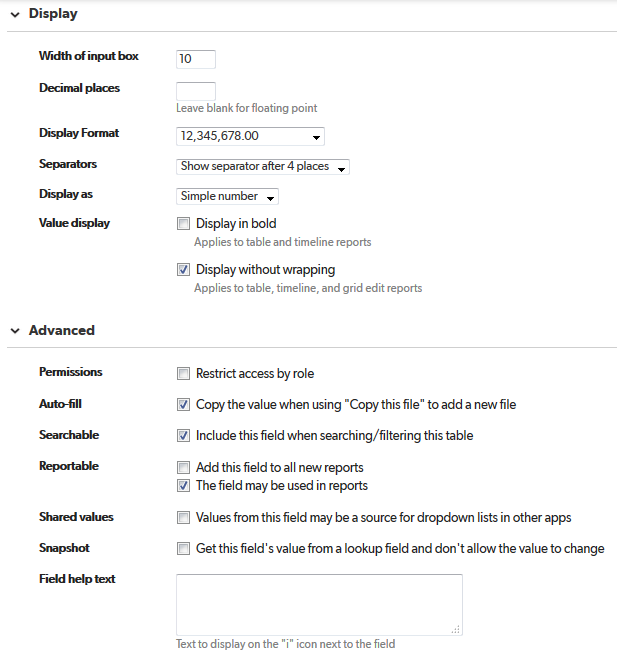 Display
Width of input box 10
Decimal places
Leave blank for floating point
Display Format 12,345,678.00
Separators Show separator after 4 places
Display as Simple number
Value display Display in bold
Applies to table and timeline reports
Display without wrapping
Applies to table, timeline, and grid edit reports
Advanced
Permissions Restrict access by role
Auto-fill Copy the value when using "Copy this file" to add a new file
Searchable Include this field when searching/filtering this table
Reportable Add this field to all new reports
The field may be used in reports
Shared values Values from this field may be a source for dropdown lists in other apps
Snapshot Get this field's value from a lookup field and don't allow the value to change
Field help text
Text to display on the "i" icon next to the field